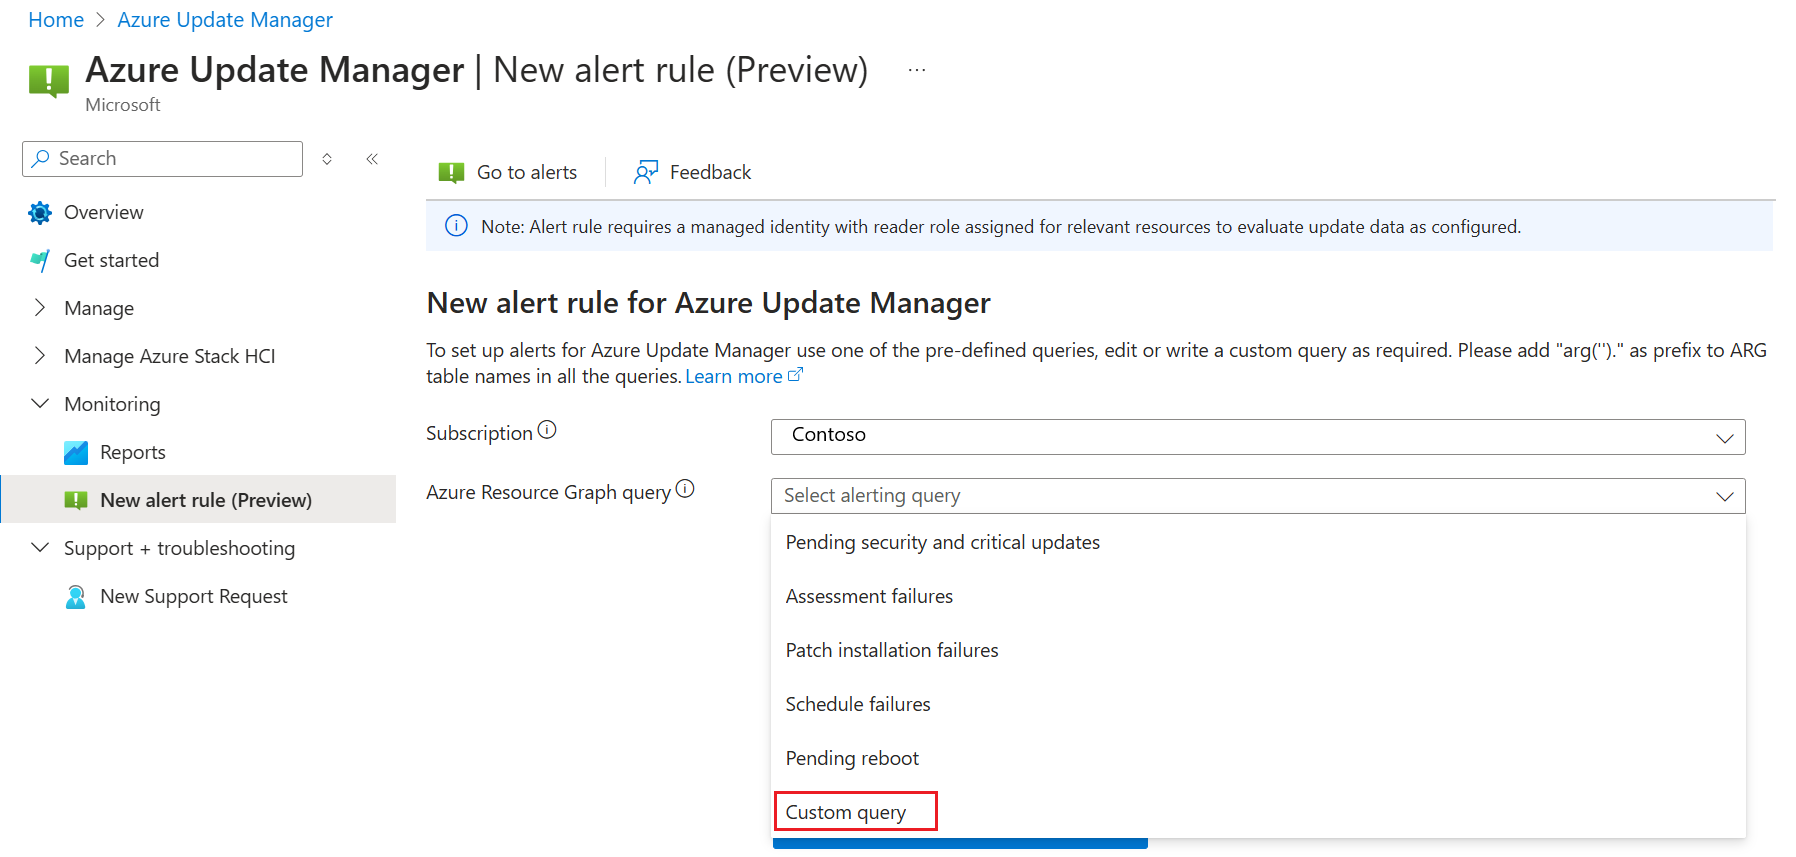 Home > Azure Update Manager
Azure Update Manager | New alert rule (Preview) ...
Microsoft
Search
Go to alerts
Feedback
Overview
Get started
Manage
Manage Azure Stack HCI
Monitoring
Reports
New alert rule (Preview)
Support + troubleshooting
New Support Request
Note: Alert rule requires a managed identity with reader role assigned for relevant resources to evaluate update data as configured.
New alert rule for Azure Update Manager
To set up alerts for Azure Update Manager use one of the pre-defined queries, edit or write a custom query as required. Please add "arg('')." as prefix to ARG
table names in all the queries. Learn more
Subscription
Contoso
Azure Resource Graph query
Select alerting query
Pending security and critical updates
Assessment failures
Patch installation failures
Schedule failures
Pending reboot
Custom query